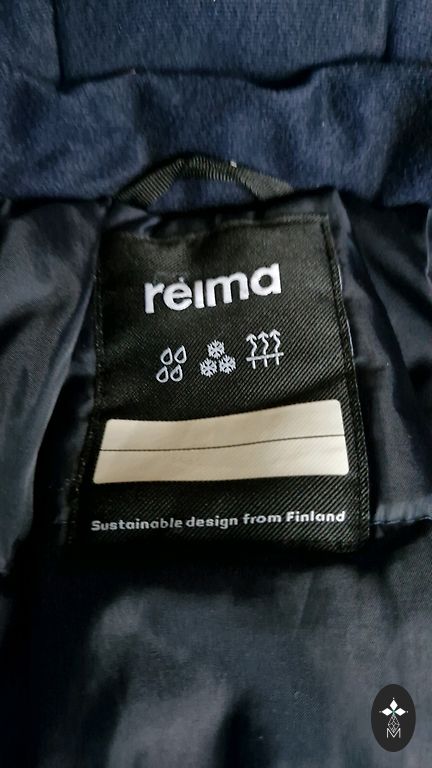 reima
Sustainable design from Finland
M